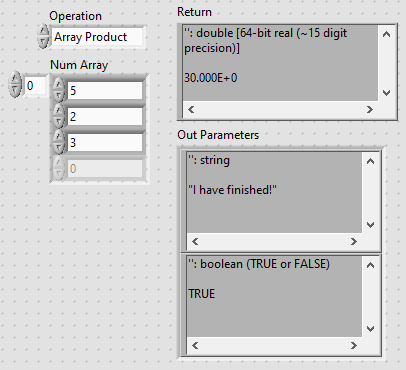 Operation
Array Product
Num Array
0
5
2
3
0
Return
'': double [64-bit real (~15 digit
precision)]
30.000E+0
Out Parameters
'': string
"I have finished!"
'': boolean (TRUE or FALSE)
TRUE